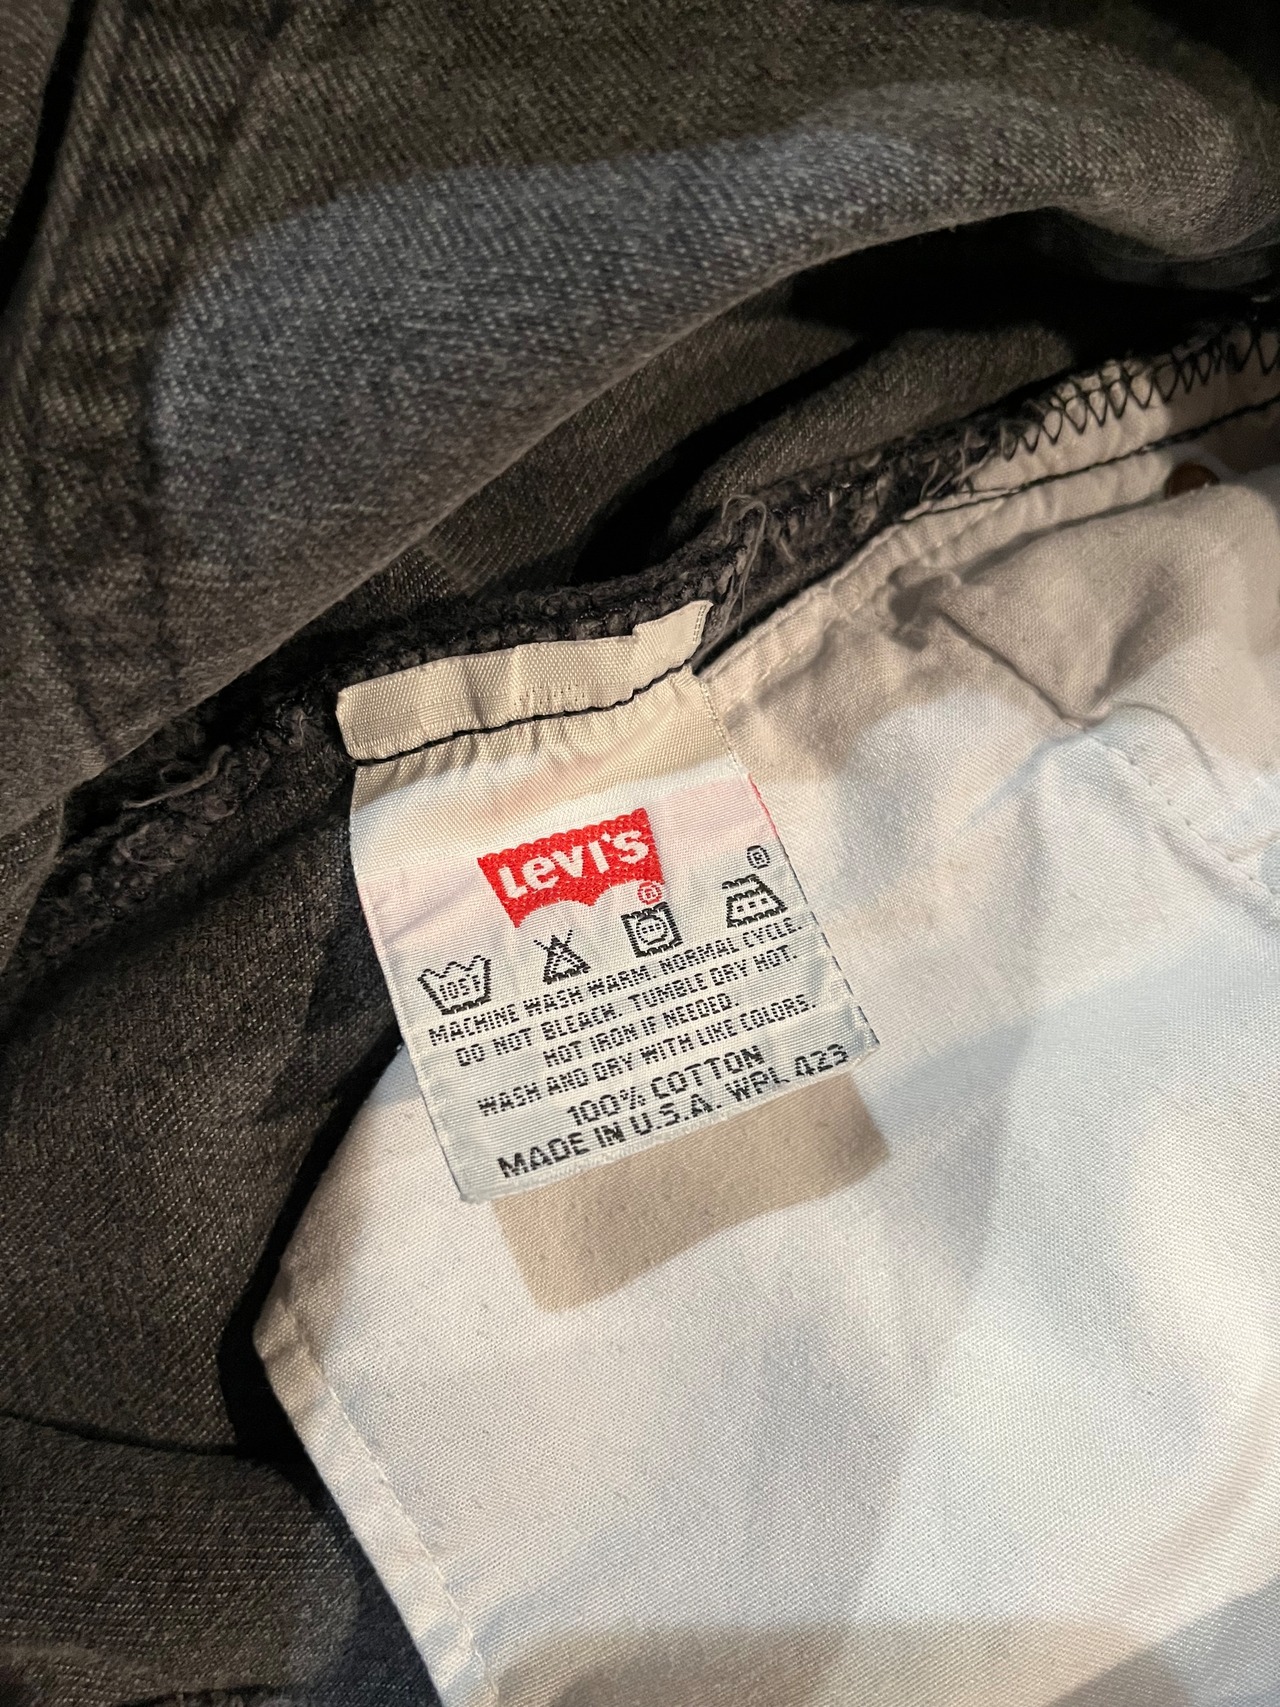 LEVI'S ®
105F
®
MACHINE WASH WARM. NORMAL CYCLE.
DO NOT BLEACH. TUMBLE DRY HOT.
HOT IRON IF NEEDED.
WASH AND DRY WITH LIKE COLORS.
100% COTTON
MADE IN U.S.A. WPL 423